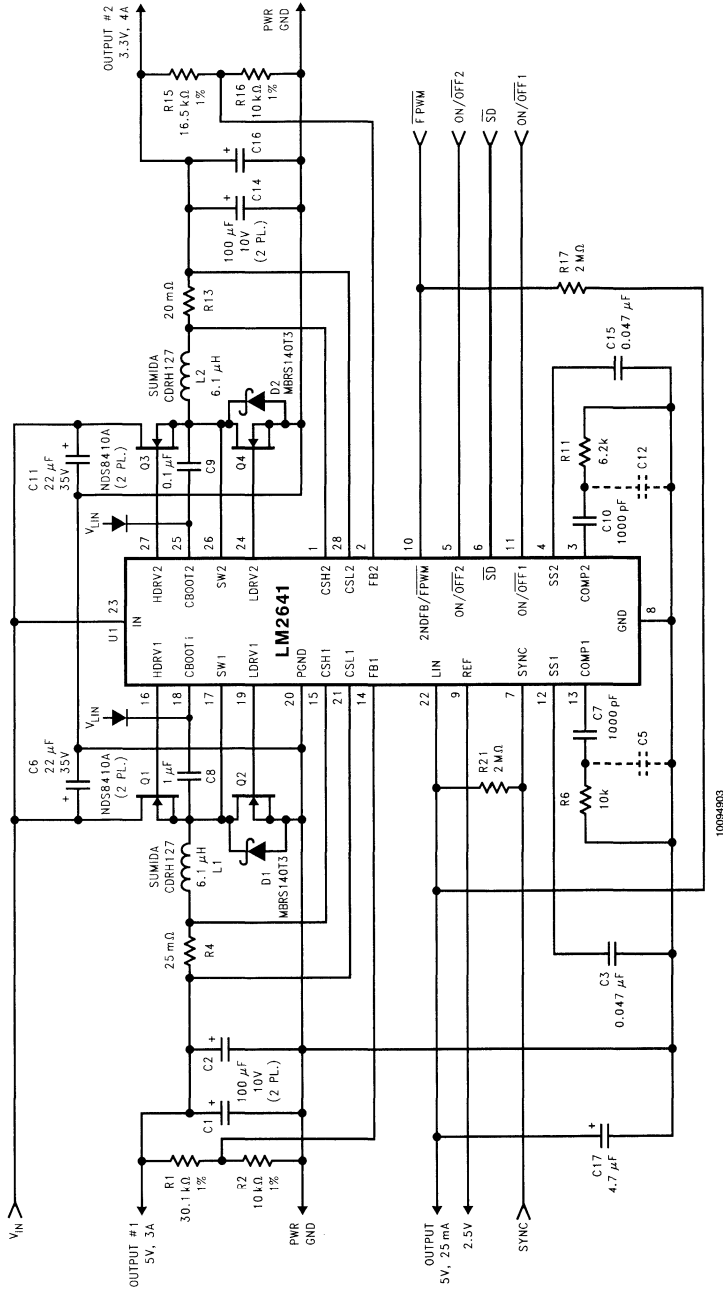 V_IN
OUTPUT #1
5V, 3A
PWR
GND
OUTPUT
5V, 25 mA
2.5V
SYNC
R1
30.1 kΩ
1%
R2
10 kΩ
1%
C1
C2
100 µF
10V
(2 PL.)
C17
4.7 µF
C3
0.047 µF
25 mΩ
R4
SUMIDA
CDRH127
6.1 µH
L1
D1
MBRS140T3
C6
22 µF
35V
NDS8410A
(2 PL.)
Q1
1 µF
C8
Q2
V_LIN
R21
2 MΩ
R6
10k
C7
1000 pF
C5
16
18
17
19
20
15
21
14
22
9
7
12
13
HDRV1
CBOOTi
SW1
LDRV1
PGND
CSH1
CSL1
FB1
LIN
REF
SYNC
SS1
COMP1
U1
23
IN
LM2641
GND
8
HDRV2
CBOOT2
SW2
LDRV2
CSH2
CSL2
FB2
2NDFB/F̅P̅W̅M̅
ON/O̅F̅F̅2
S̅D̅
ON/O̅F̅F̅1
SS2
COMP2
27
25
26
24
1
28
2
10
5
6
11
4
3
V_LIN
C11
22 µF
35V
NDS8410A
(2 PL.)
Q3
0.1 µF
C9
Q4
SUMIDA
CDRH127
L2
6.1 µH
D2
MBRS140T3
20 mΩ
R13
C10
1000 pF
R11
6.2k
C12
C15
0.047 µF
R17
2 MΩ
100 µF
10V
(2 PL.)
C14
C16
R15
16.5 kΩ
1%
R16
10 kΩ
1%
OUTPUT #2
3.3V, 4A
PWR
GND
F̅ ̅P̅W̅M̅
ON/O̅F̅F̅2
S̅D̅
ON/O̅F̅F̅1
10094903